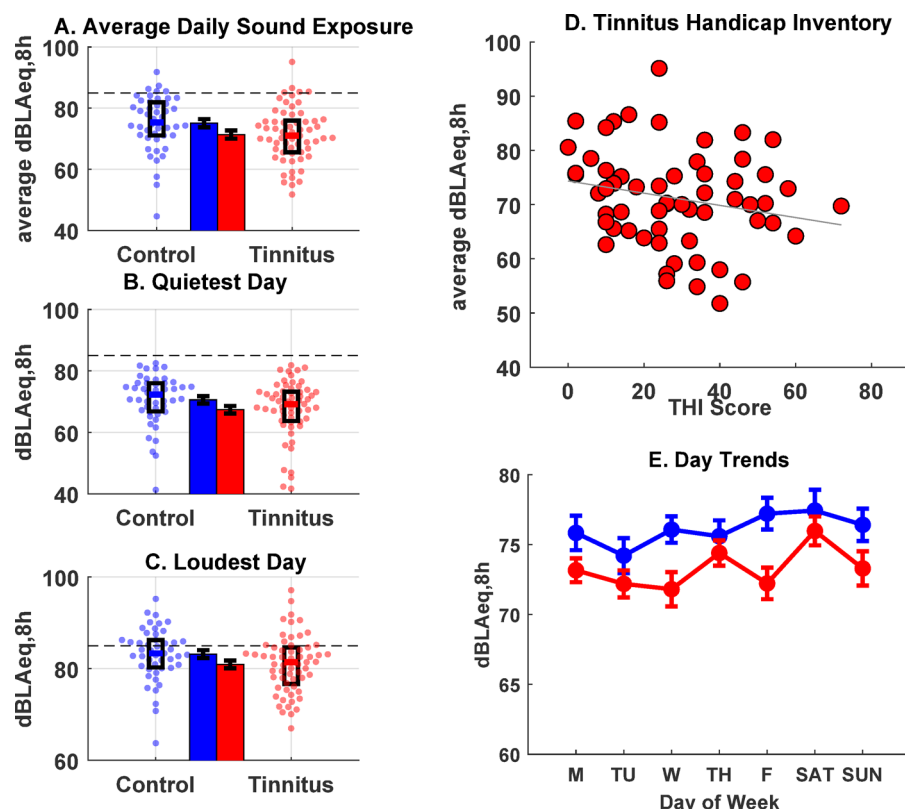 A. Average Daily Sound Exposure
100
80
60
40
average dBLAeq,8h
Control
Tinnitus
B. Quietest Day
100
80
60
40
dBLAeq,8h
Control
Tinnitus
C. Loudest Day
100
80
60
dBLAeq,8h
Control
Tinnitus
D. Tinnitus Handicap Inventory
100
90
80
70
60
50
40
average dBLAeq,8h
0
20
40
60
80
THI Score
E. Day Trends
80
75
70
65
60
dBLAeq,8h
M TU W TH F SAT SUN
Day of Week